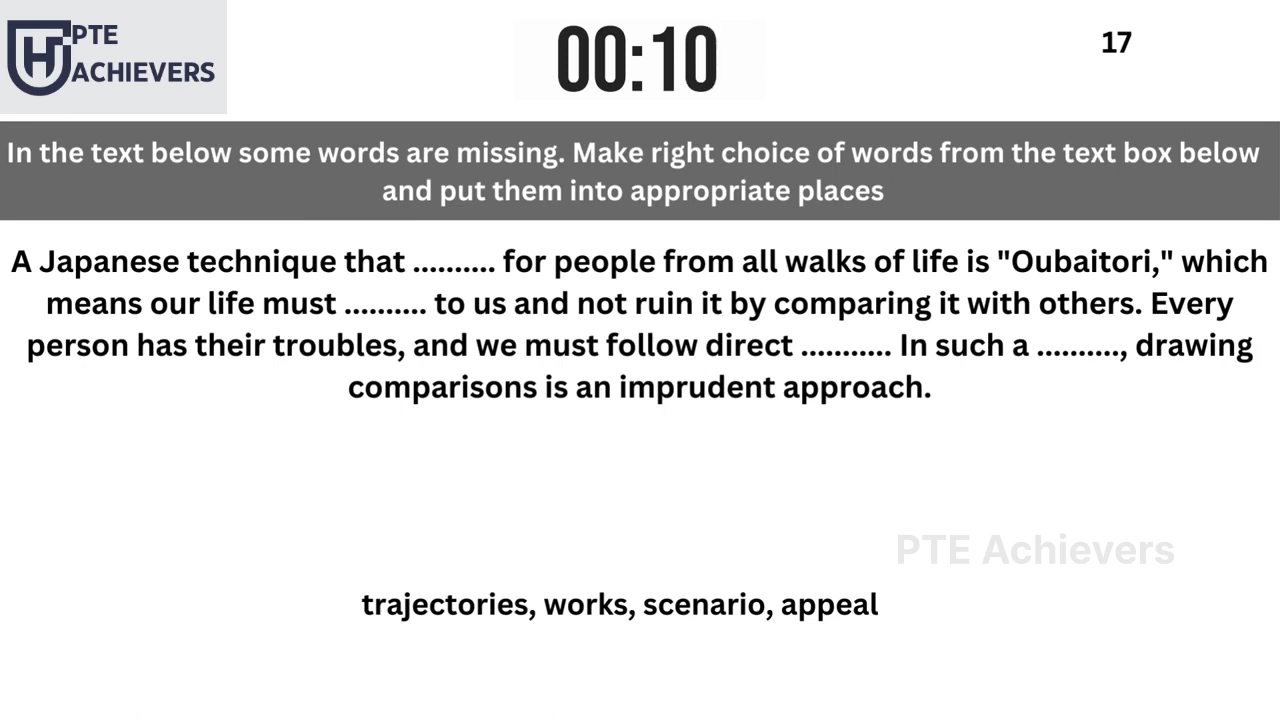 PTE
ACHIEVERS
00:10
17
In the text below some words are missing. Make right choice of words from the text box below
and put them into appropriate places
A Japanese technique that .......... for people from all walks of life is "Oubaitori," which
means our life must .......... to us and not ruin it by comparing it with others. Every
person has their troubles, and we must follow direct ........... In such a .........., drawing
comparisons is an imprudent approach.
PTE Achievers
trajectories, works, scenario, appeal